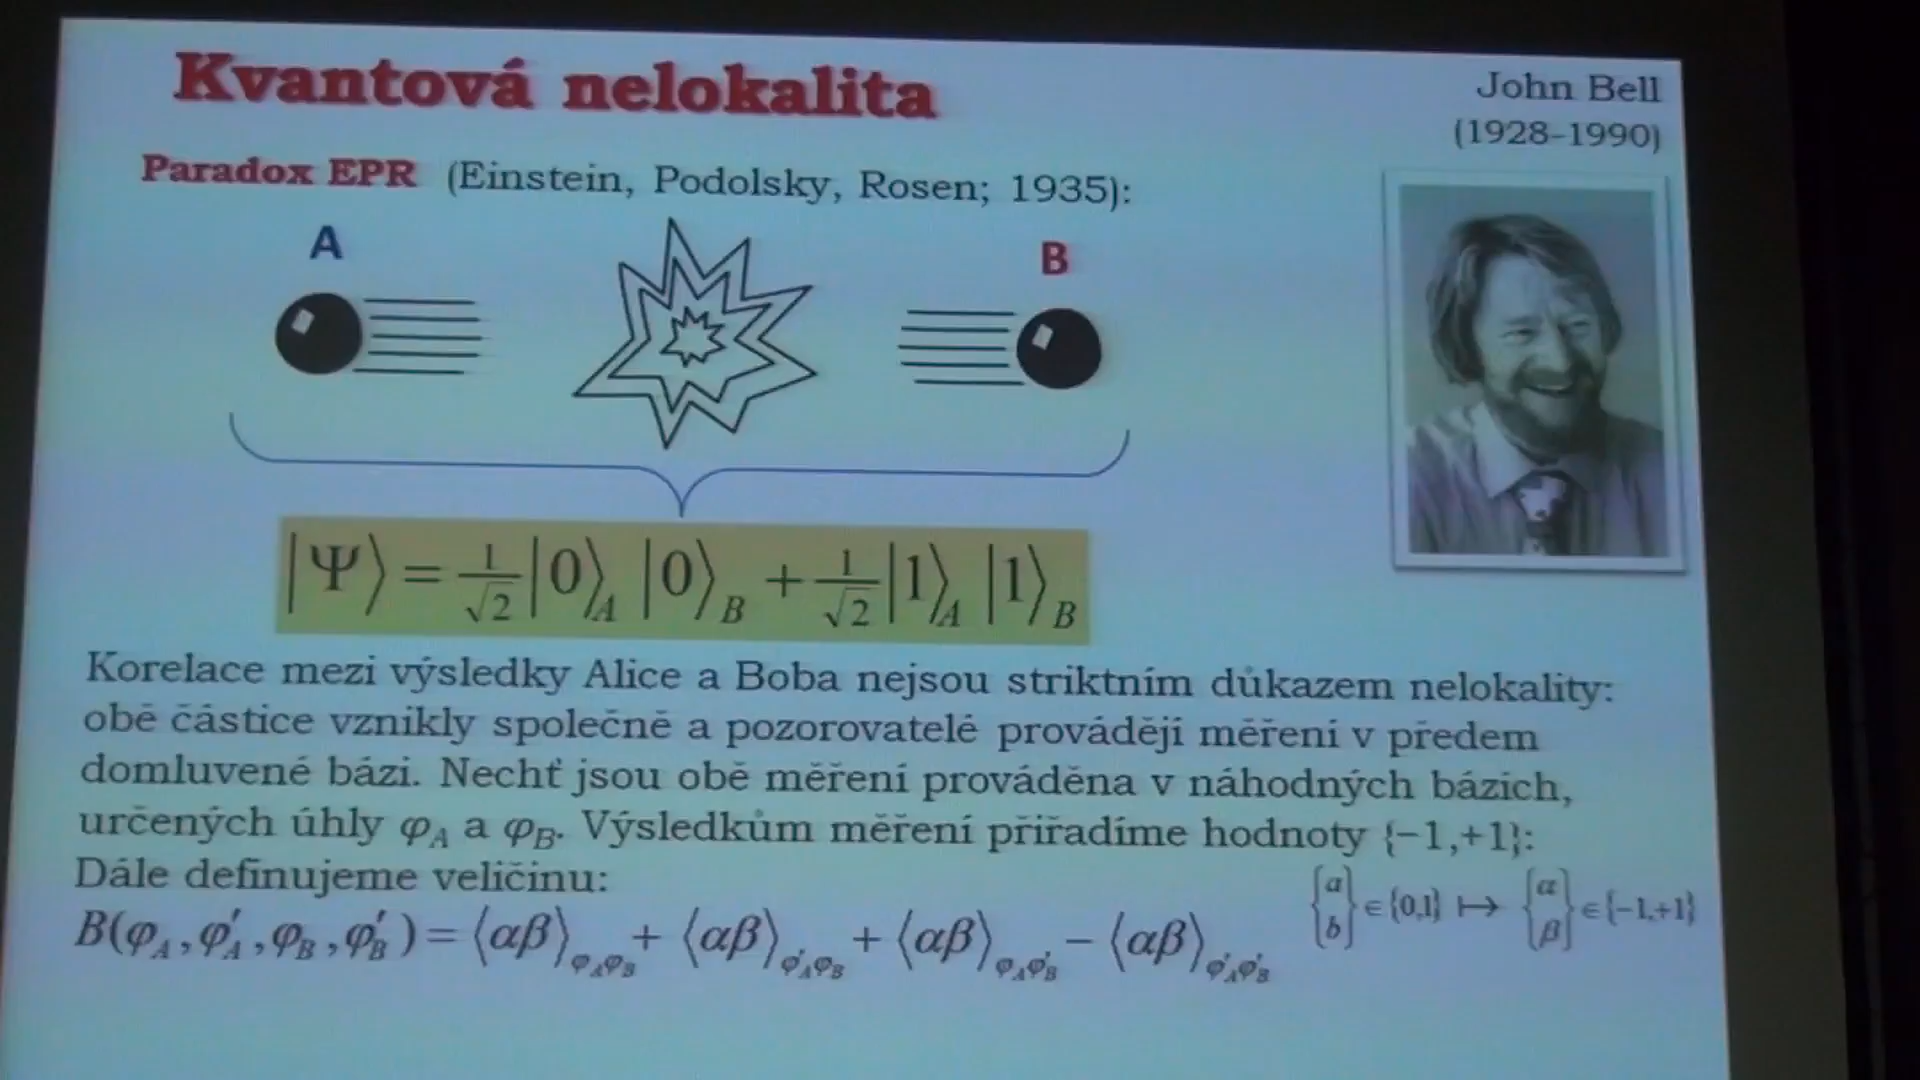 Kvantová nelokalita
John Bell
(1928–1990)
Paradox EPR (Einstein, Podolsky, Rosen; 1935):
A
B
|Ψ⟩ = 1/√2 |0⟩_A |0⟩_B + 1/√2 |1⟩_A |1⟩_B
Korelace mezi výsledky Alice a Boba nejsou striktním důkazem nelokality:
obě částice vznikly společně a pozorovatelé provádějí měření v předem
domluvené bázi. Nechť jsou obě měření prováděna v náhodných bázích,
určených úhly φ_A a φ_B. Výsledkům měření přiřadíme hodnoty {−1,+1}:
Dále definujeme veličinu:
{a b} ∈ {0,1} ↦ {α β} ∈ {−1,+1}
B(φ_A, φ'_A, φ_B, φ'_B) = ⟨αβ⟩_φ_Aφ_B + ⟨αβ⟩_φ'_Aφ_B + ⟨αβ⟩_φ_Aφ'_B − ⟨αβ⟩_φ'_Aφ'_B